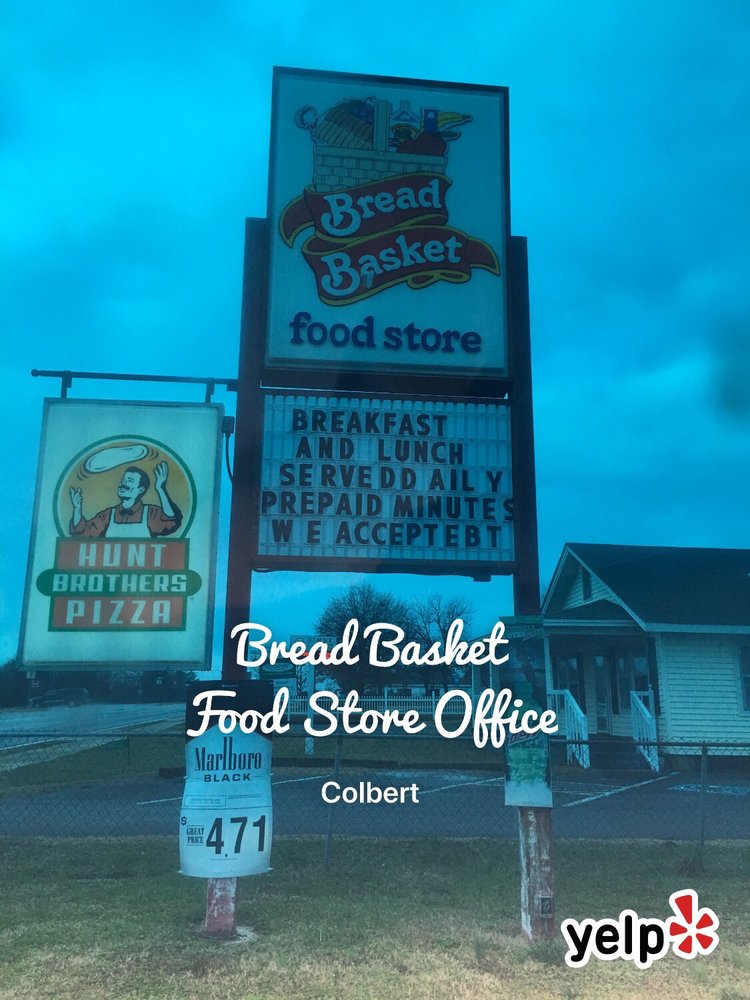 Bread
Basket
food store
BREAKFAST
AND LUNCH
SERVEDD AIL Y
PREPAID MINUTES
W E ACCEPTEBT
HUNT
BROTHERS
PIZZA
Bread Basket
Food Store Office
Colbert
Marlboro
BLACK
$ GREAT PRICE 4.71
yelp